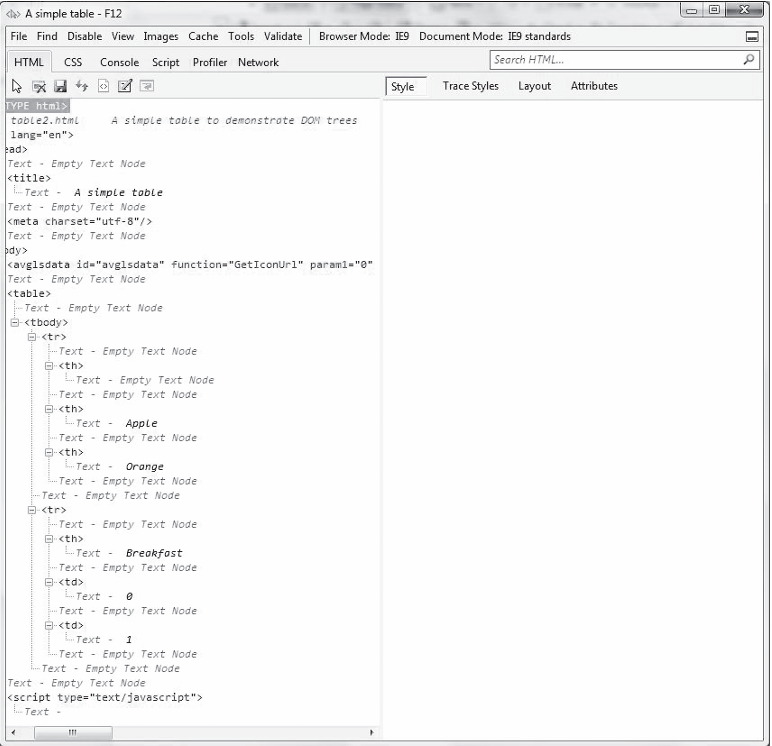 A simple table - F12
File Find Disable View Images Cache Tools Validate Browser Mode: IE9 Document Mode: IE9 standards
HTML CSS Console Script Profiler Network
Search HTML...
Style Trace Styles Layout Attributes
TYPE html>
table2.html A simple table to demonstrate DOM trees
lang="en">
ead>
Text - Empty Text Node
<title>
Text - A simple table
Text - Empty Text Node
<meta charset="utf-8"/>
Text - Empty Text Node
ody>
<avglsdata id="avglsdata" function="GetIconUrl" param1="0"
Text - Empty Text Node
<table>
Text - Empty Text Node
<tbody>
<tr>
Text - Empty Text Node
<th>
Text - Empty Text Node
Text - Empty Text Node
<th>
Text - Apple
Text - Empty Text Node
<th>
Text - Orange
Text - Empty Text Node
Text - Empty Text Node
<tr>
Text - Empty Text Node
<th>
Text - Breakfast
Text - Empty Text Node
<td>
Text - 0
Text - Empty Text Node
<td>
Text - 1
Text - Empty Text Node
Text - Empty Text Node
Text - Empty Text Node
<script type="text/javascript">
Text -